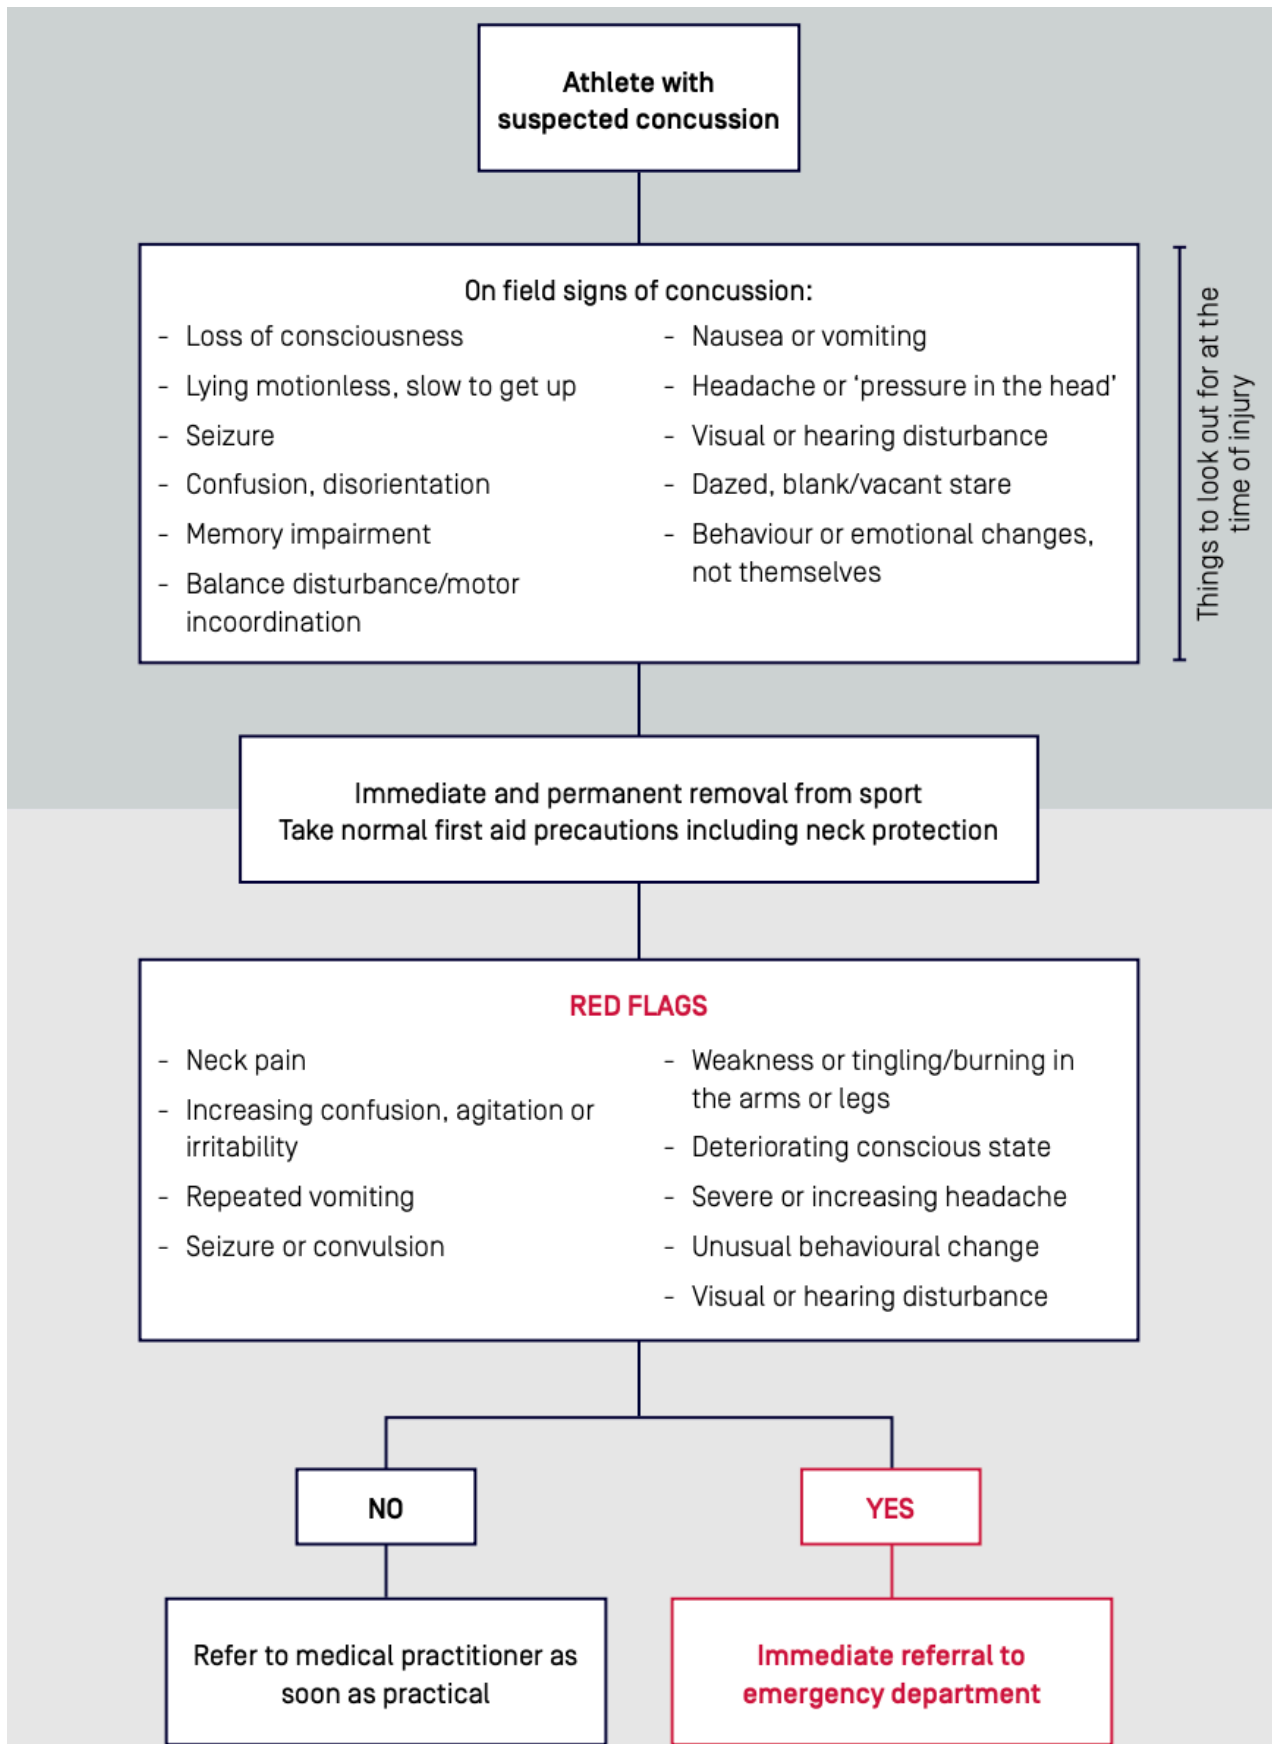 Athlete with
suspected concussion
On field signs of concussion:
- Loss of consciousness
- Lying motionless, slow to get up
- Seizure
- Confusion, disorientation
- Memory impairment
- Balance disturbance/motor
incoordination
- Nausea or vomiting
- Headache or ‘pressure in the head’
- Visual or hearing disturbance
- Dazed, blank/vacant stare
- Behaviour or emotional changes,
not themselves
Things to look out for at the
time of injury
Immediate and permanent removal from sport
Take normal first aid precautions including neck protection
RED FLAGS
- Neck pain
- Increasing confusion, agitation or
irritability
- Repeated vomiting
- Seizure or convulsion
- Weakness or tingling/burning in
the arms or legs
- Deteriorating conscious state
- Severe or increasing headache
- Unusual behavioural change
- Visual or hearing disturbance
NO
Refer to medical practitioner as
soon as practical
YES
Immediate referral to
emergency department